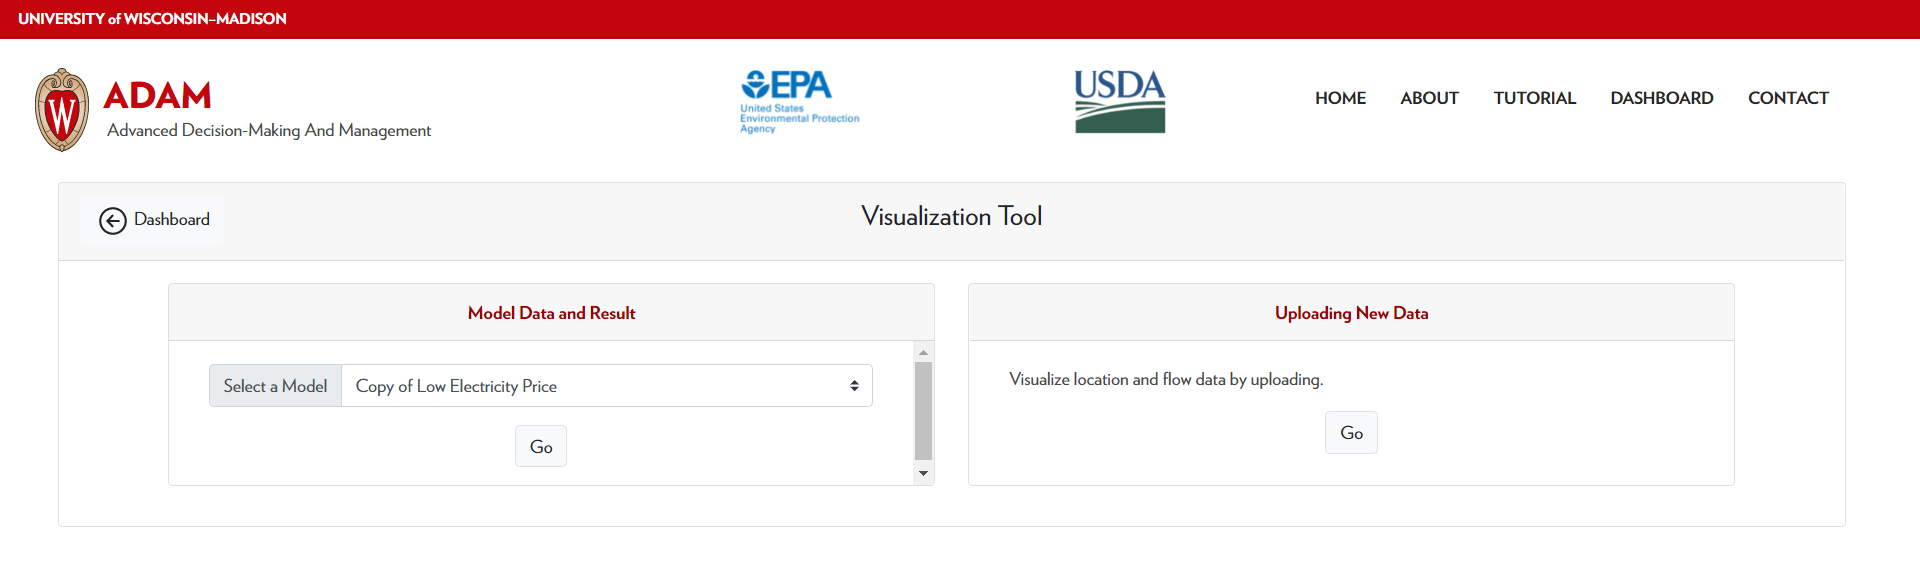 UNIVERSITY of WISCONSIN–MADISON
W
ADAM
Advanced Decision-Making And Management
EPA
United States
Environmental Protection
Agency
USDA
HOME ABOUT TUTORIAL DASHBOARD CONTACT
Dashboard
Visualization Tool
Model Data and Result
Select a Model
Copy of Low Electricity Price
Go
Uploading New Data
Visualize location and flow data by uploading.
Go